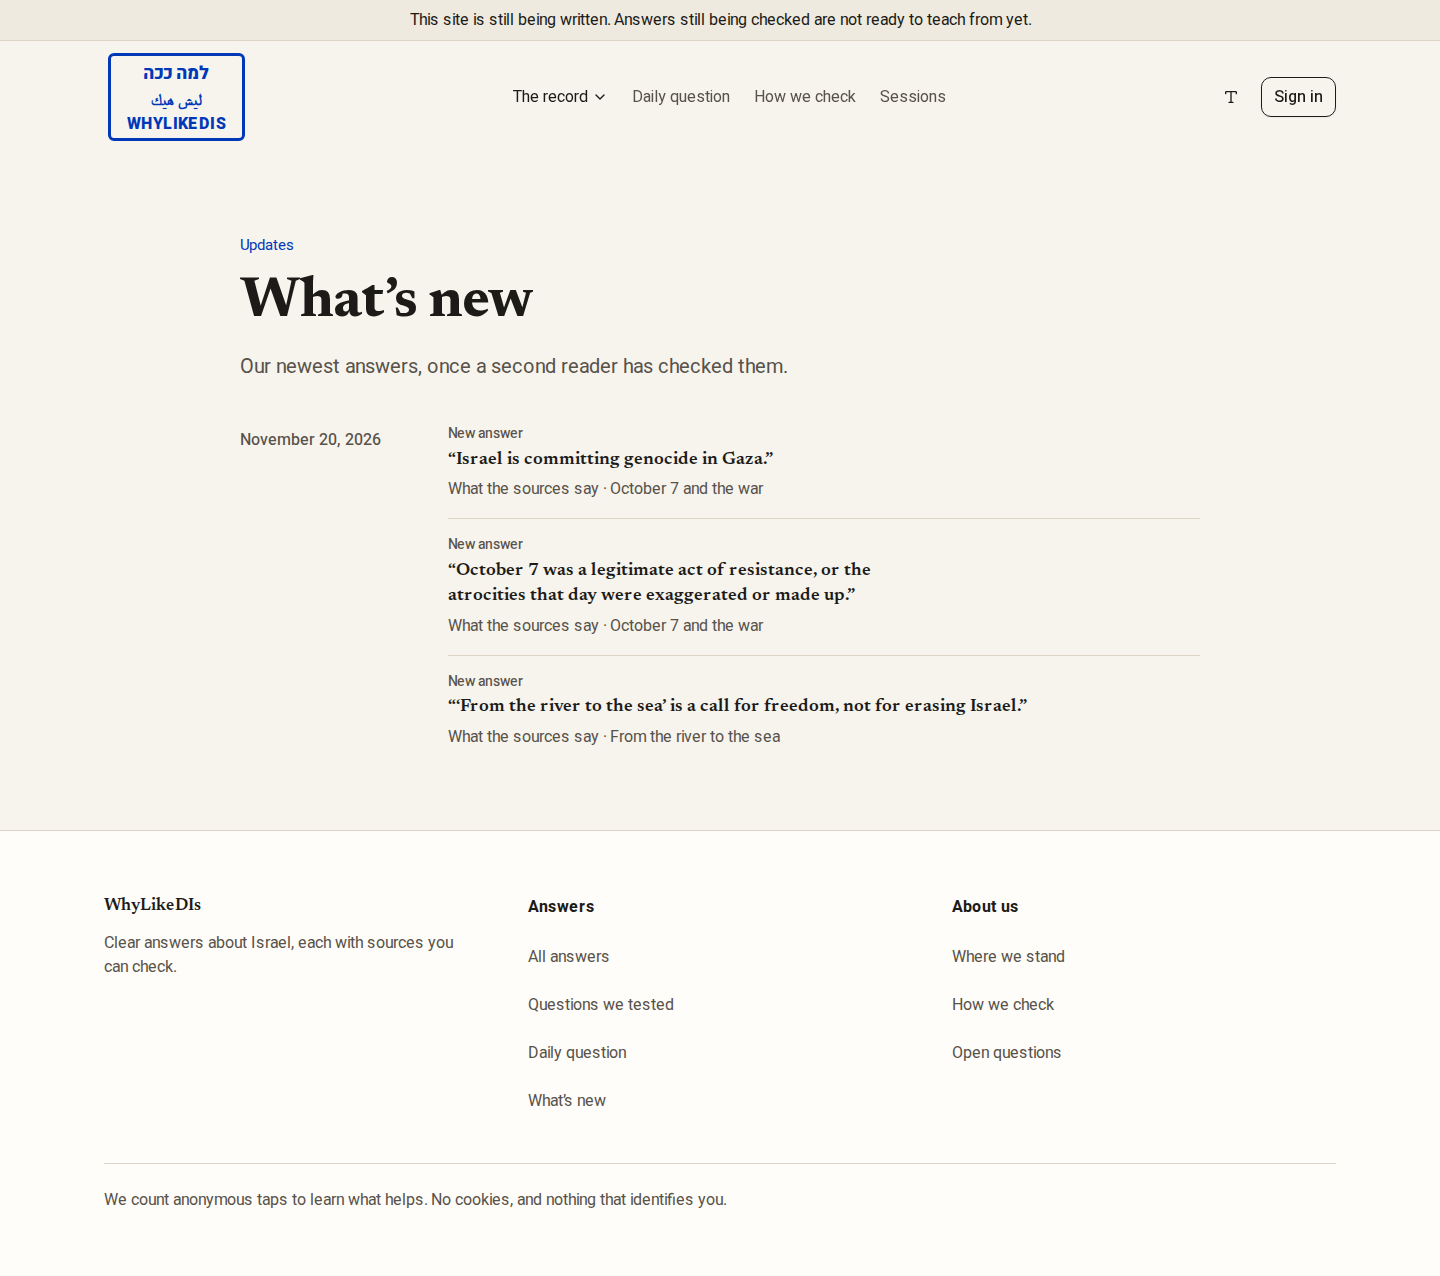 This site is still being written. Answers still being checked are not ready to teach from yet.
למה ככה
ليش هيك
WHYLIKEDIS
The record
Daily question
How we check
Sessions
T
Sign in
Updates
What’s new
Our newest answers, once a second reader has checked them.
November 20, 2026
New answer
“Israel is committing genocide in Gaza.”
What the sources say · October 7 and the war
New answer
“October 7 was a legitimate act of resistance, or the
atrocities that day were exaggerated or made up.”
What the sources say · October 7 and the war
New answer
“‘From the river to the sea’ is a call for freedom, not for erasing Israel.”
What the sources say · From the river to the sea
WhyLikeDIs
Clear answers about Israel, each with sources you
can check.
Answers
All answers
Questions we tested
Daily question
What’s new
About us
Where we stand
How we check
Open questions
We count anonymous taps to learn what helps. No cookies, and nothing that identifies you.